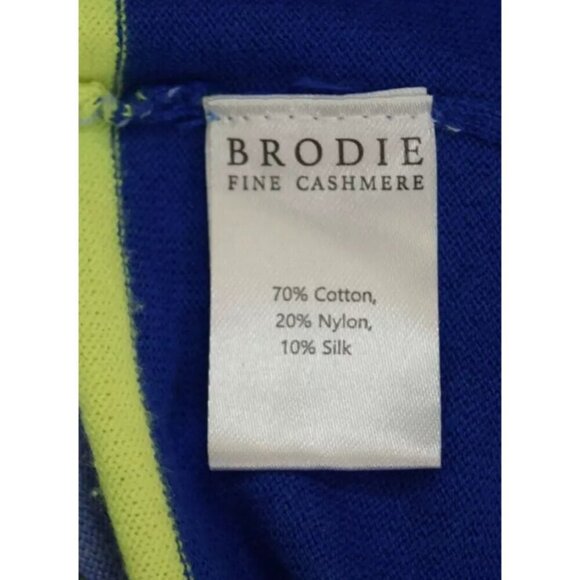 BRODIE
FINE CASHMERE
70% Cotton,
20% Nylon,
10% Silk